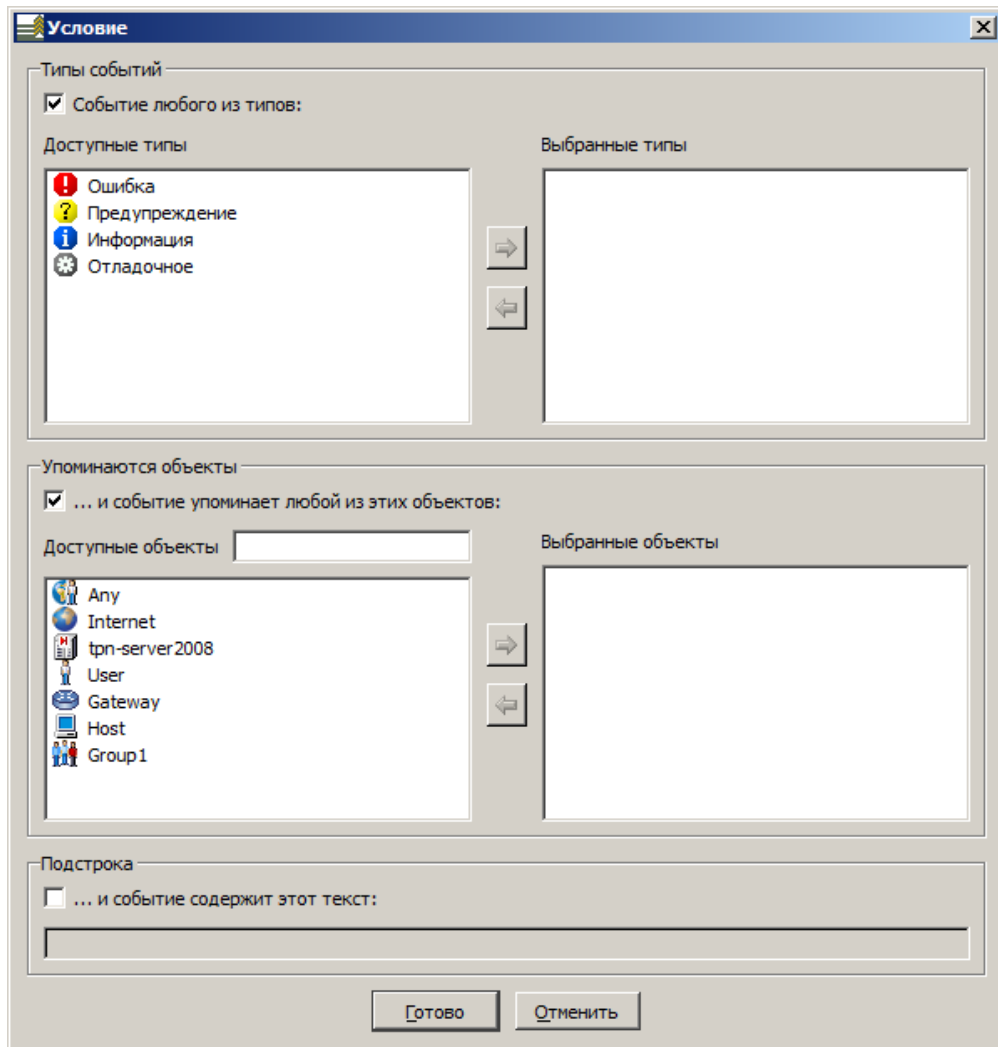 Условие
Типы событий
Событие любого из типов:
Доступные типы
Выбранные типы
Ошибка
Предупреждение
Информация
Отладочное
Упоминаются объекты
... и событие упоминает любой из этих объектов:
Доступные объекты
Выбранные объекты
Any
Internet
tpn-server2008
User
Gateway
Host
Group1
Подстрока
... и событие содержит этот текст:
Готово
Отменить